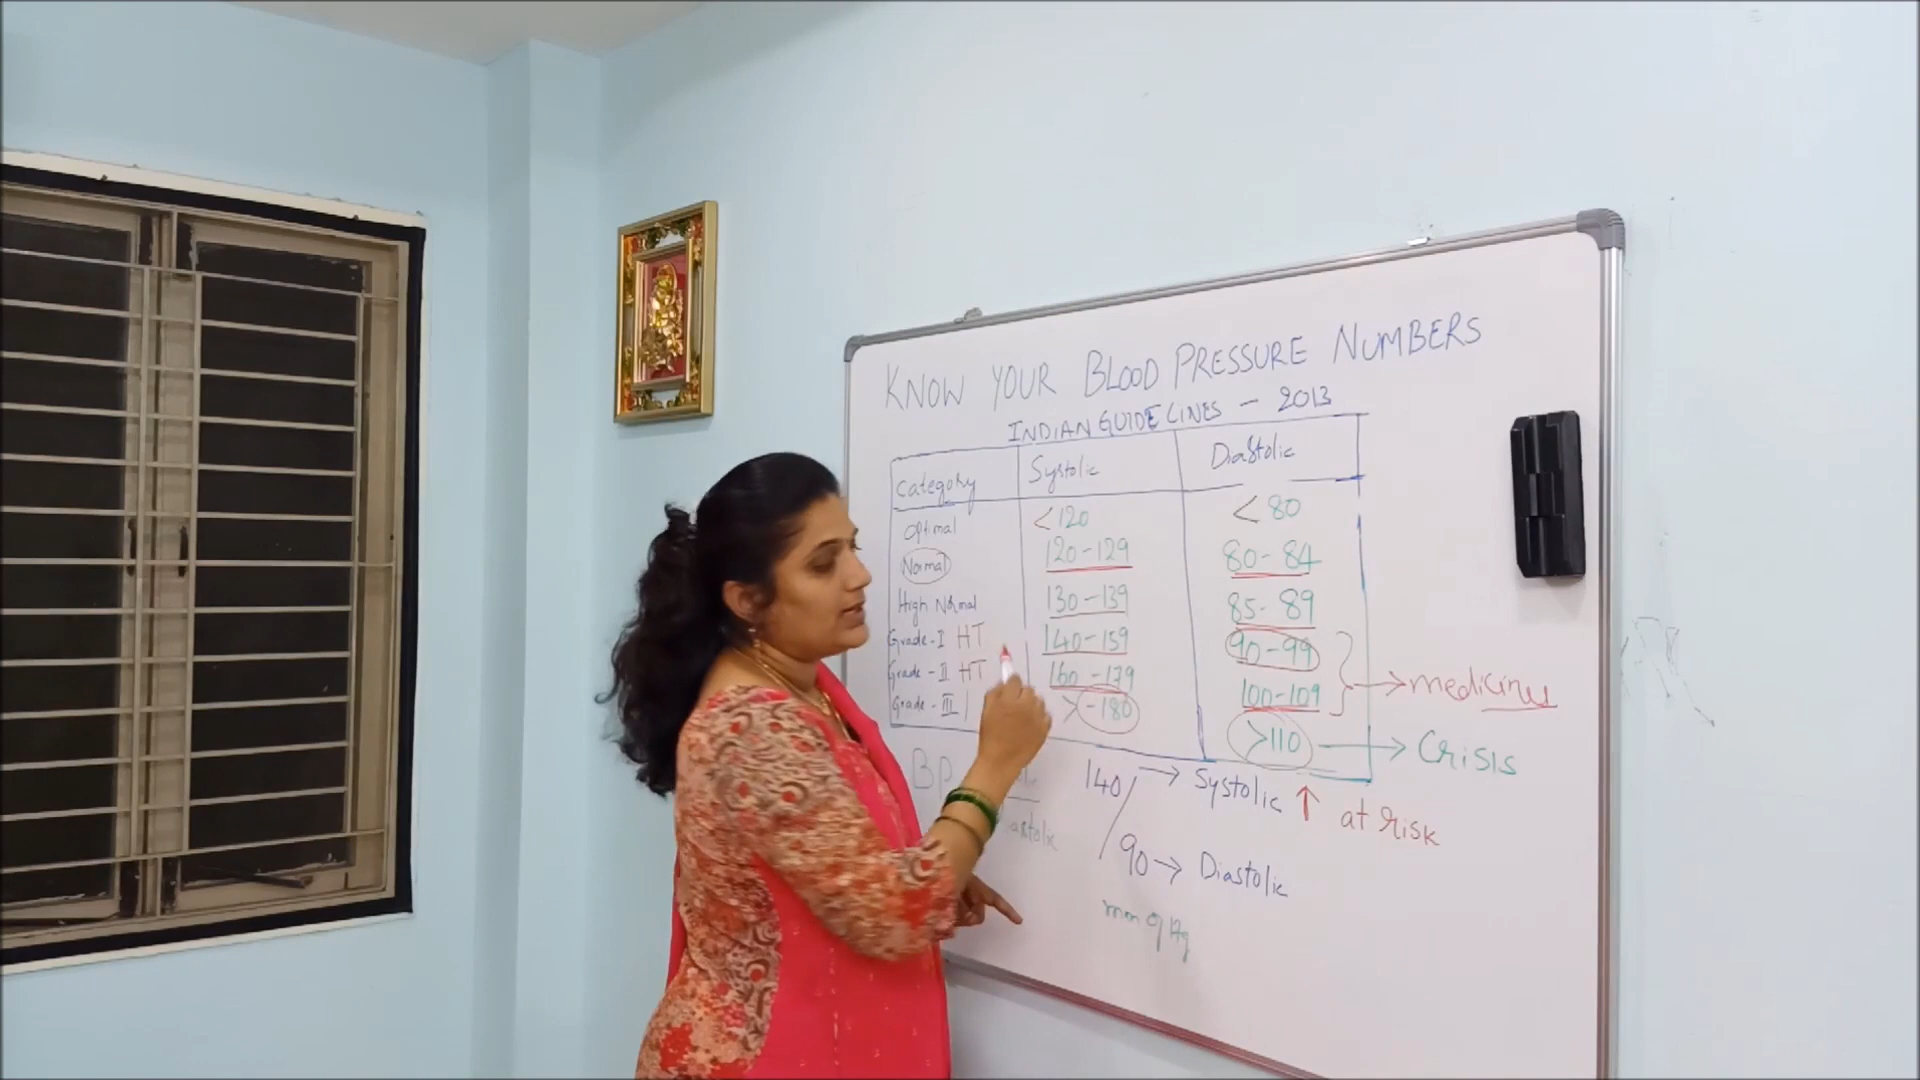 KNOW YOUR BLOOD PRESSURE NUMBERS
INDIAN GUIDELINES - 2013
Category Systolic Diastolic
Optimal <120 <80
Normal 120-129 80-84
High Normal 130-139 85-89
Grade-I HT 140-159 90-99
Grade-II HT 160-179 100-109 → medicines
Grade-III >-180 >110 → Crisis
BP 140 → Systolic ↑ at risk
90 → Diastolic
mm of Hg